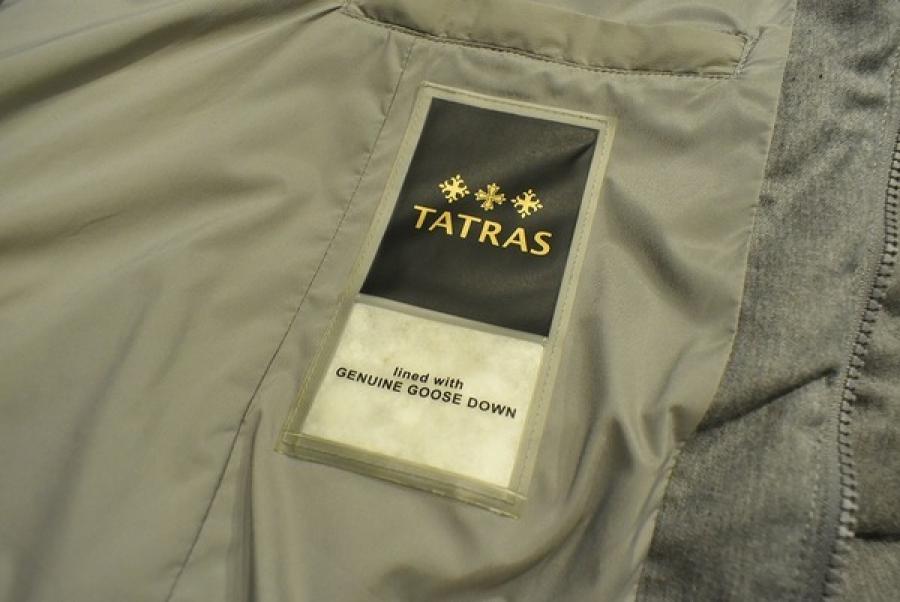 TATRAS
lined with
GENUINE GOOSE DOWN